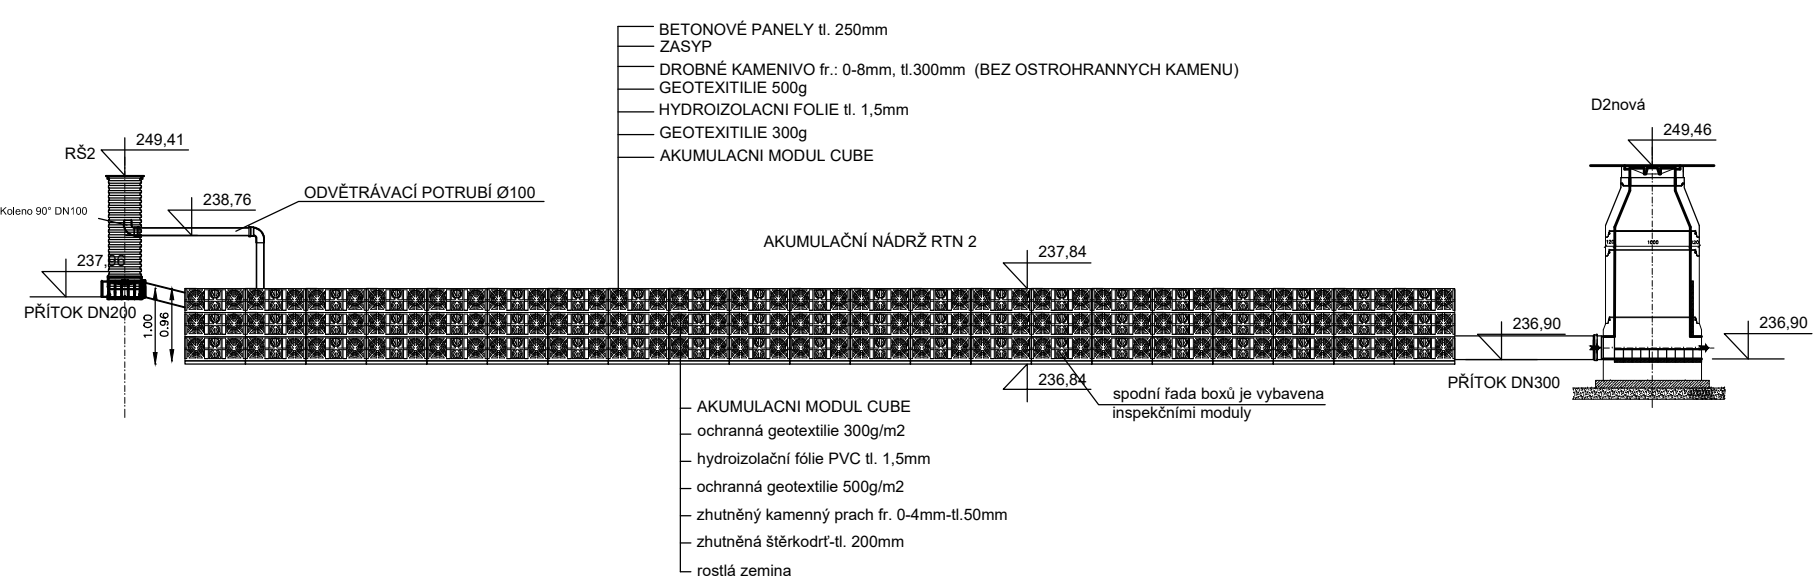 BETONOVÉ PANELY tl. 250mm
ZASYP
DROBNÉ KAMENIVO fr.: 0-8mm, tl.300mm (BEZ OSTROHRANNYCH KAMENU)
GEOTEXITILIE 500g
HYDROIZOLACNI FOLIE tl. 1,5mm
GEOTEXITILIE 300g
AKUMULACNI MODUL CUBE
D2nová
249,46
249,41
RŠ2
ODVĚTRÁVACÍ POTRUBÍ Ø100
238,76
Koleno 90° DN100
AKUMULAČNÍ NÁDRŽ RTN 2
237,84
120 1000 120
PŘÍTOK DN200
1.00
0.96
236,90
236,90
236,84
PŘÍTOK DN300
spodní řada boxů je vybavena
inspekčními moduly
AKUMULACNI MODUL CUBE
ochranná geotextilie 300g/m2
hydroizolační fólie PVC tl. 1,5mm
ochranná geotextilie 500g/m2
zhutněný kamenný prach fr. 0-4mm-tl.50mm
zhutněná štěrkodrť-tl. 200mm
rostlá zemina